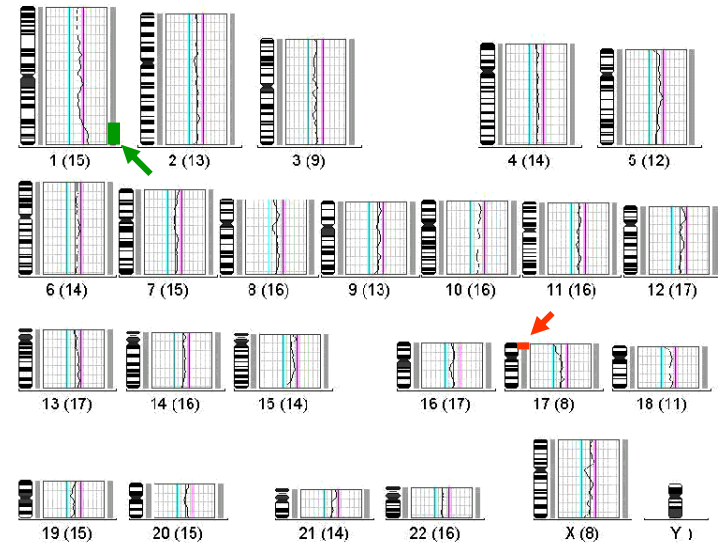 1 (15) 2 (13) 3 (9) 4 (14) 5 (12)
6 (14) 7 (15) 8 (16) 9 (13) 10 (16) 11 (16) 12 (17)
13 (17) 14 (16) 15 (14) 16 (17) 17 (8) 18 (11)
19 (15) 20 (15) 21 (14) 22 (16) X (8) Y )